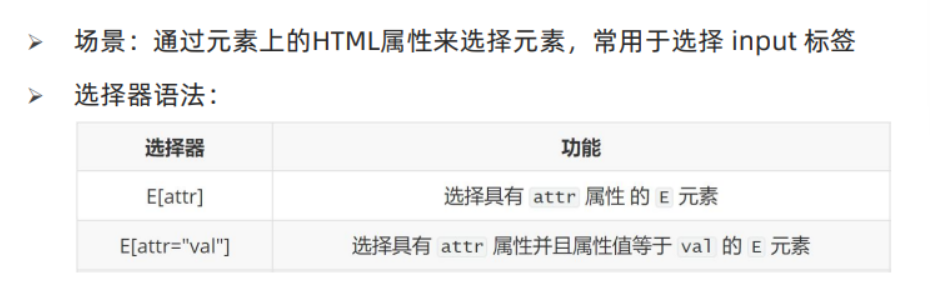 ➢ 场景：通过元素上的HTML属性来选择元素，常用于选择 input 标签
➢ 选择器语法：
选择器 功能
E[attr] 选择具有 attr 属性 的 E 元素
E[attr="val"] 选择具有 attr 属性并且属性值等于 val 的 E 元素